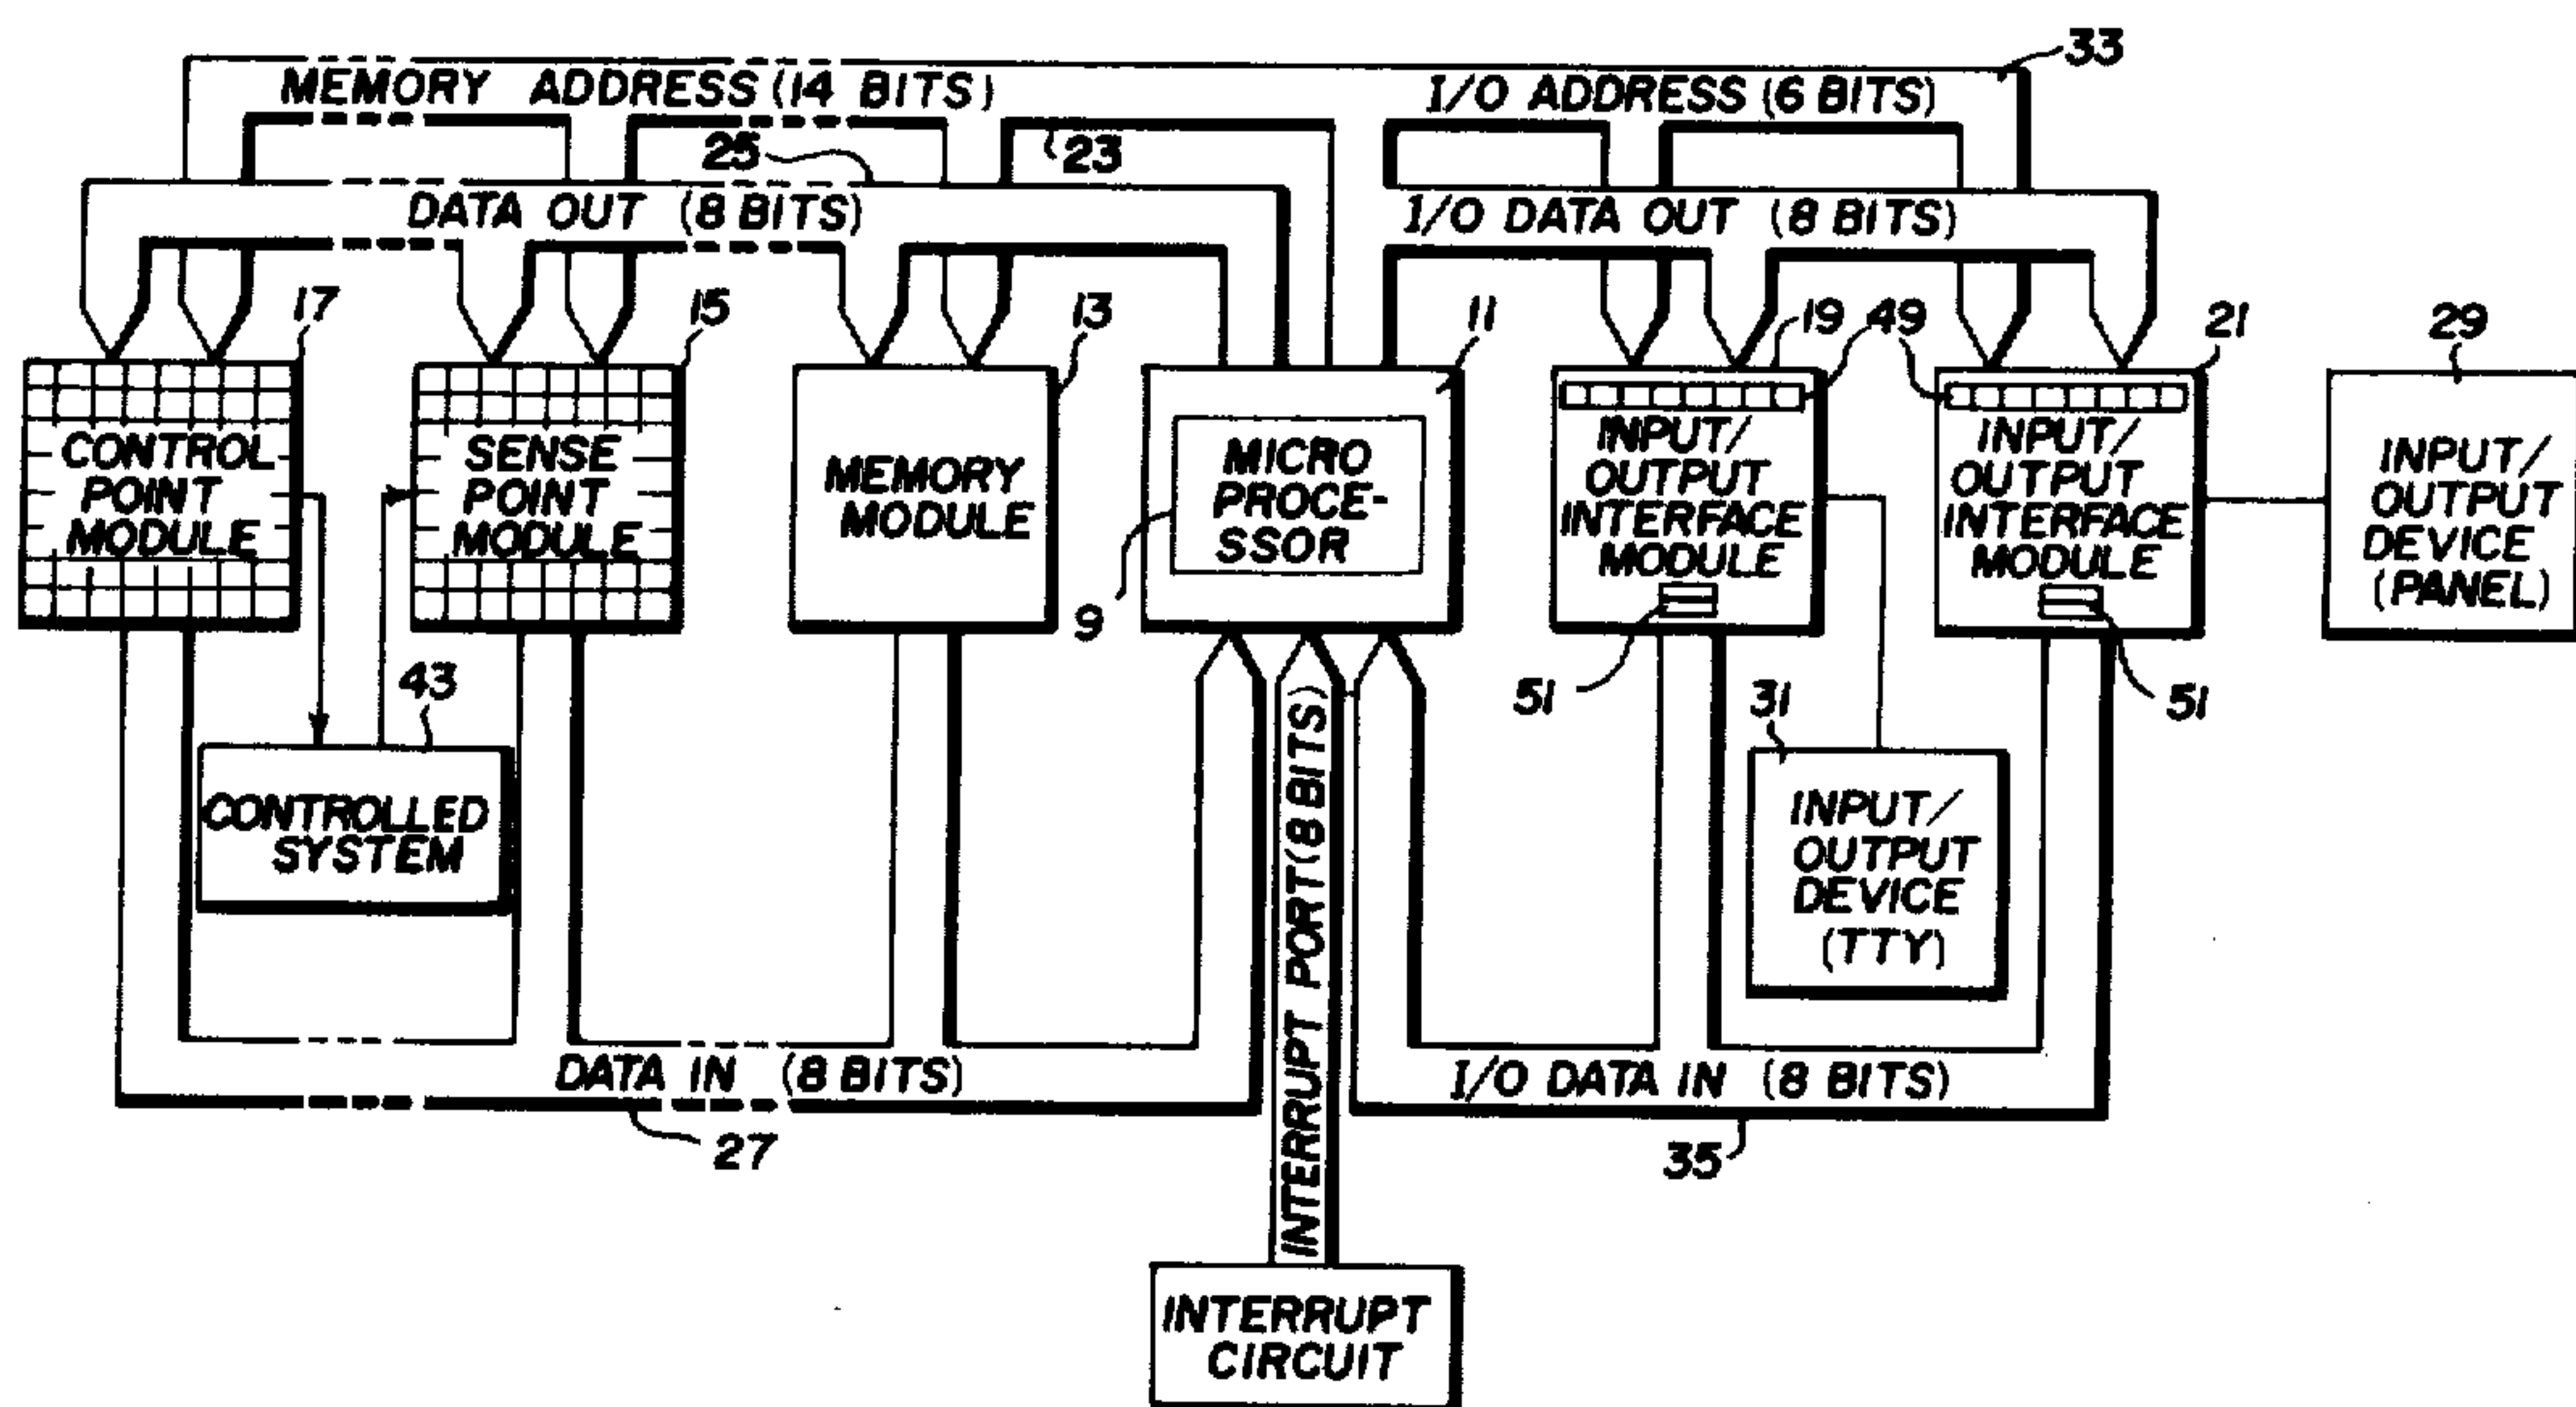 33
MEMORY ADDRESS (14 BITS)
I/O ADDRESS (6 BITS)
25
23
DATA OUT (8 BITS)
I/O DATA OUT (8 BITS)
17
15
13
11
19
49
21
29
CONTROL
POINT
MODULE
SENSE
POINT
MODULE
MEMORY
MODULE
MICRO
PROCE-
SSOR
9
INPUT/
OUTPUT
INTERFACE
MODULE
51
INPUT/
OUTPUT
INTERFACE
MODULE
51
INPUT/
OUTPUT
DEVICE
(PANEL)
43
CONTROLLED
SYSTEM
31
INPUT/
OUTPUT
DEVICE
(TTY)
INTERRUPT PORT (8 BITS)
DATA IN (8 BITS)
I/O DATA IN (8 BITS)
27
35
INTERRUPT
CIRCUIT